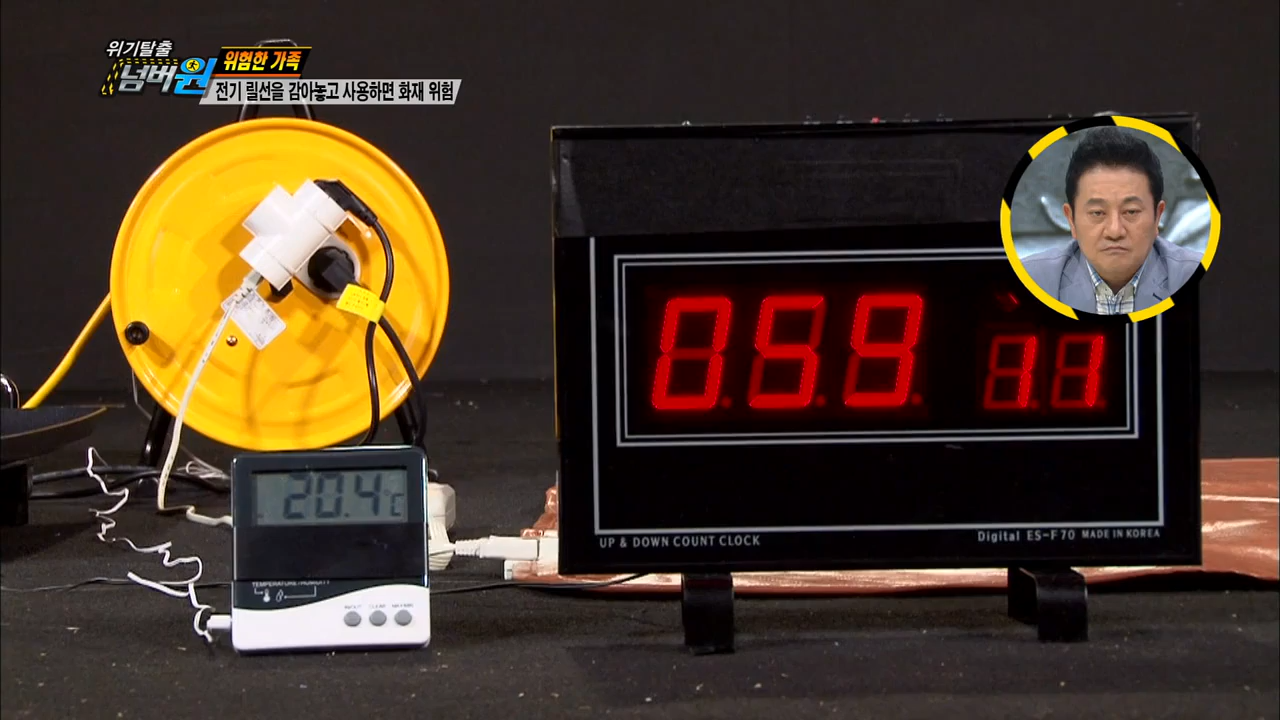 위기탈출
넘버원
위험한 가족
전기 릴선을 감아놓고 사용하면 화재 위험
059 11
20.4°C
UP & DOWN COUNT CLOCK
Digital ES-F70 MADE IN KOREA
TEMPERATURE/HUMIDITY